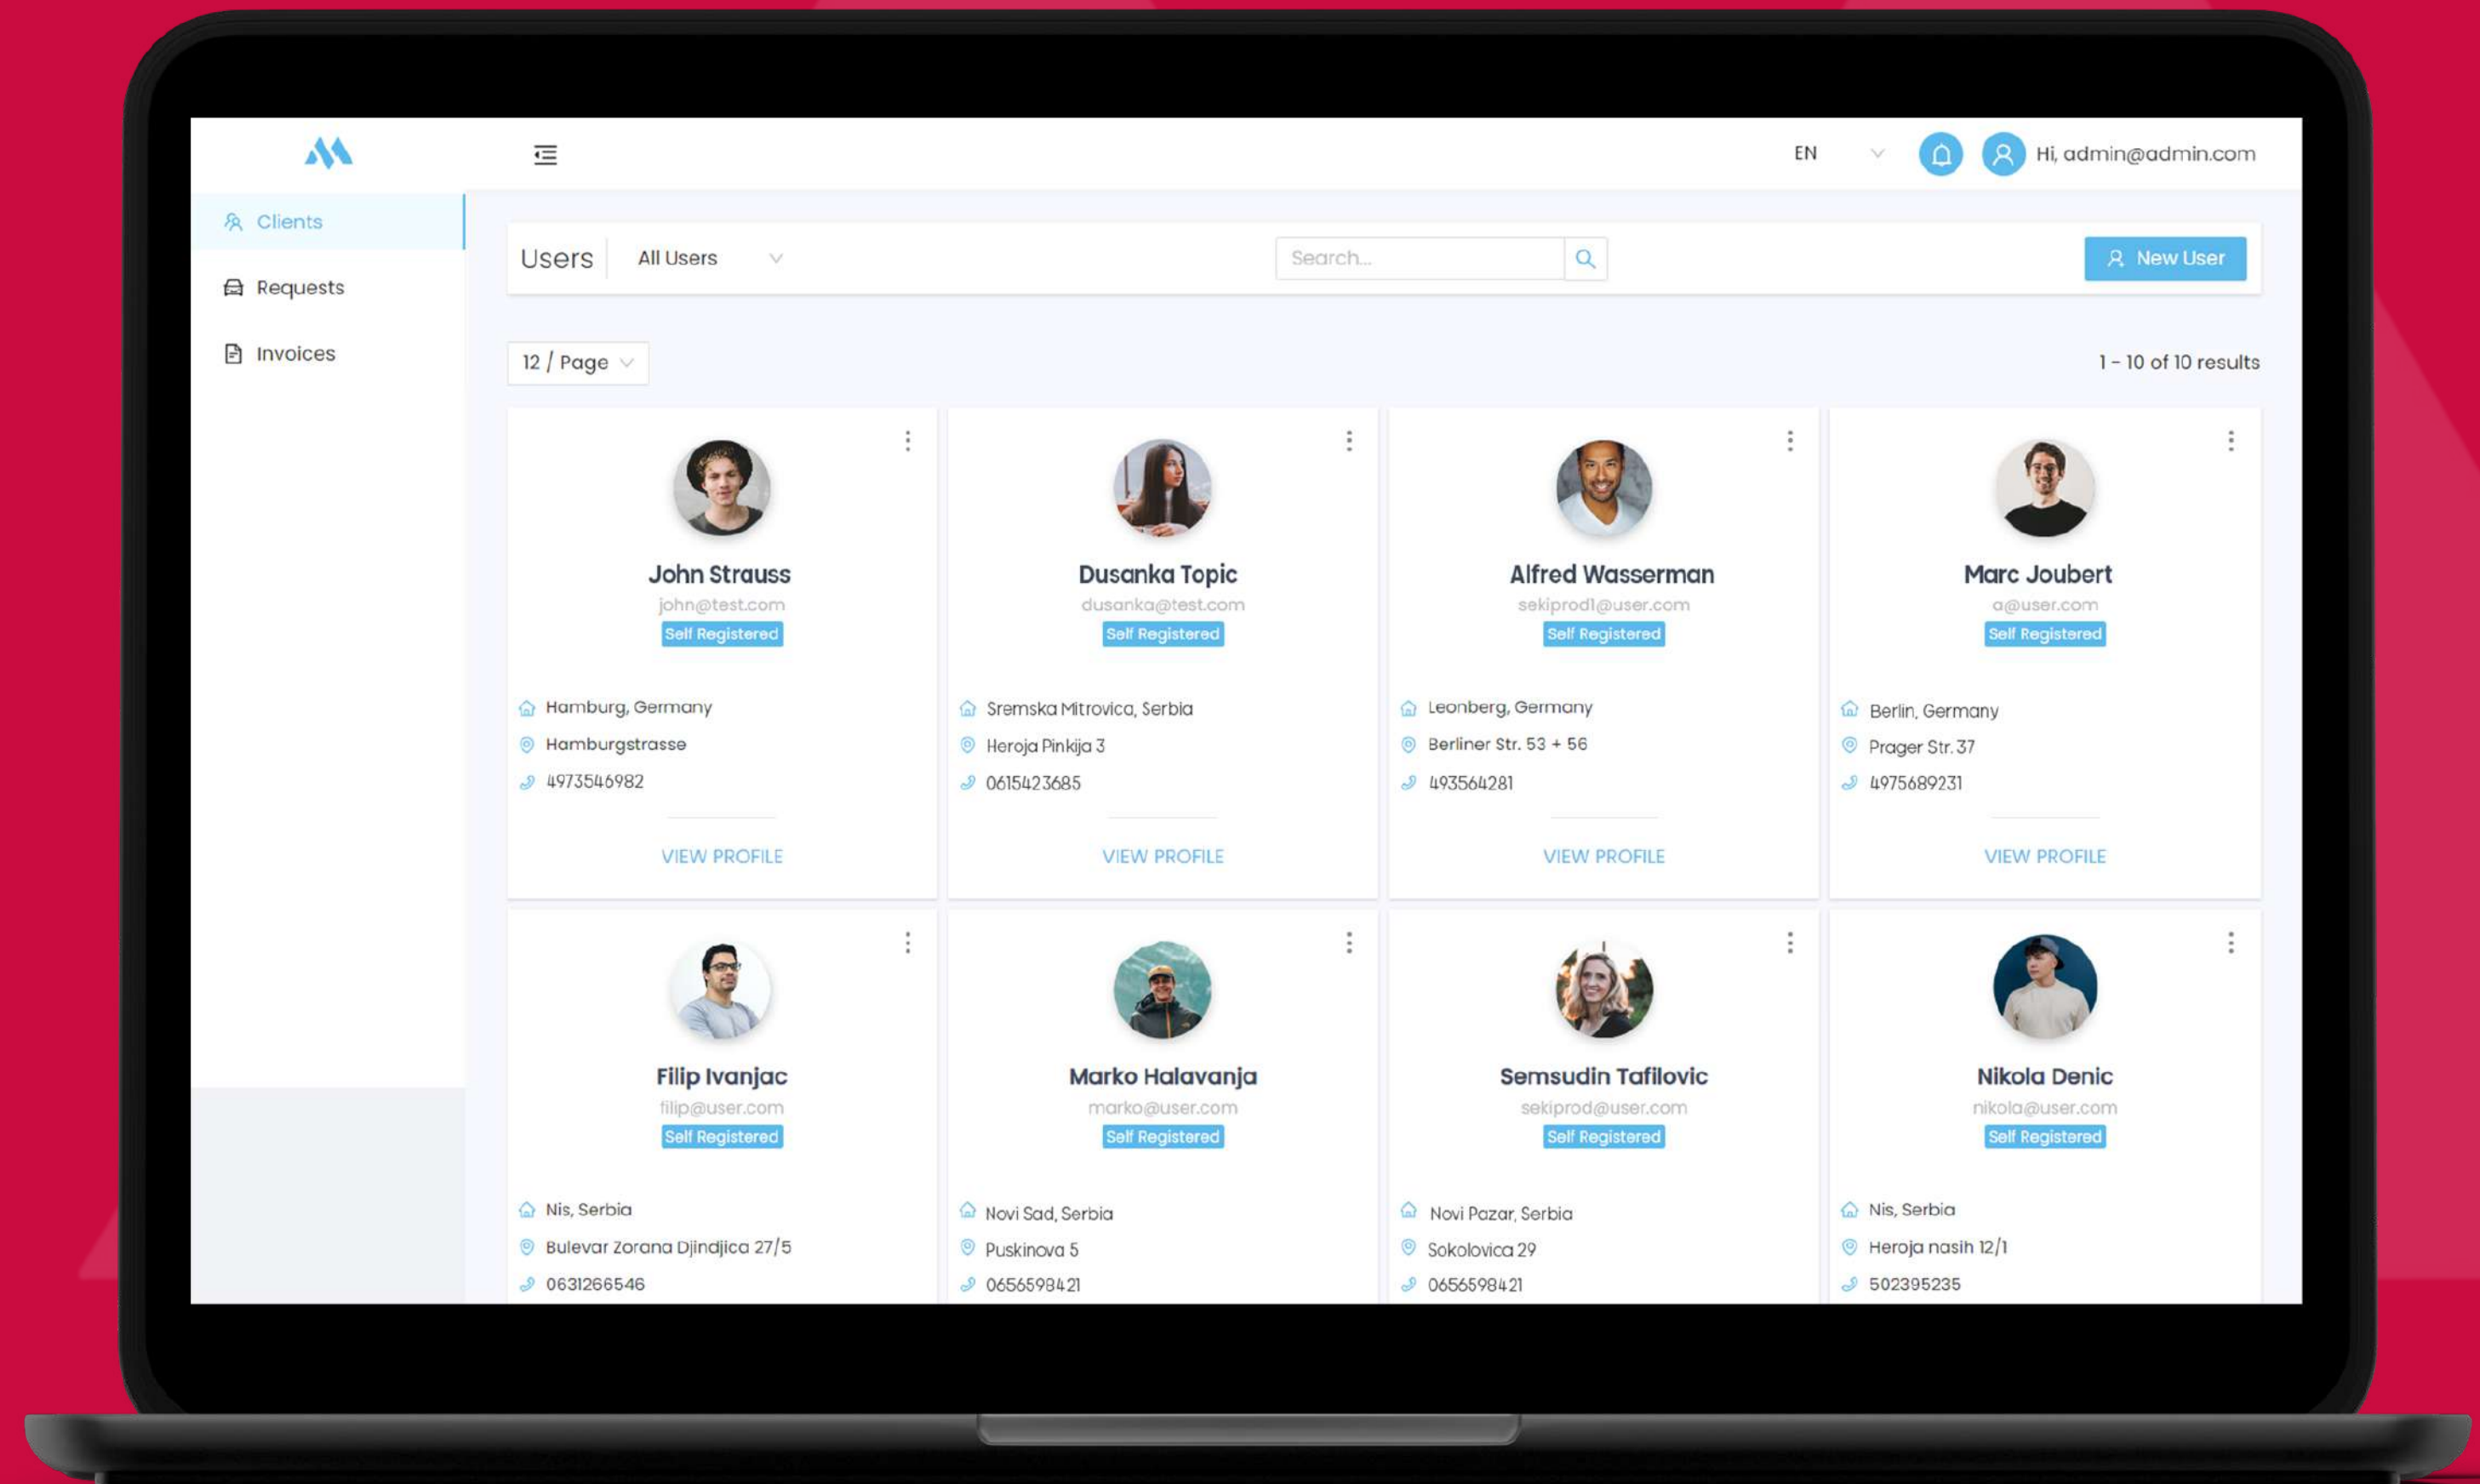 EN
Hi, admin@admin.com
Clients
Requests
Invoices
Users
All Users
Search...
New User
12 / Page
1 - 10 of 10 results
John Strauss
john@test.com
Self Registered
Hamburg, Germany
Hamburgstrasse
4973546982
VIEW PROFILE
Dusanka Topic
dusanka@test.com
Self Registered
Sremska Mitrovica, Serbia
Heroja Pinkija 3
0615423685
VIEW PROFILE
Alfred Wasserman
sekiprod1@user.com
Self Registered
Leonberg, Germany
Berliner Str. 53 + 56
493564281
VIEW PROFILE
Marc Joubert
a@user.com
Self Registered
Berlin, Germany
Prager Str. 37
4975689231
VIEW PROFILE
Filip Ivanjac
filip@user.com
Self Registered
Nis, Serbia
Bulevar Zorana Djindjica 27/5
0631266546
Marko Halavanja
marko@user.com
Self Registered
Novi Sad, Serbia
Puskinova 5
0656598421
Semsudin Tafilovic
sekiprod@user.com
Self Registered
Novi Pazar, Serbia
Sokolovica 29
0656598421
Nikola Denic
nikola@user.com
Self Registered
Nis, Serbia
Heroja nasih 12/1
502395235